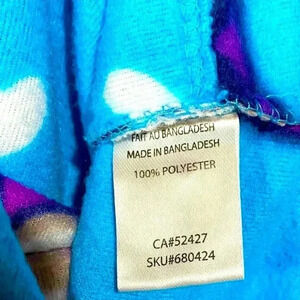 FAIT AU BANGLADESH
MADE IN BANGLADESH
100% POLYESTER
CA#52427
SKU#680424